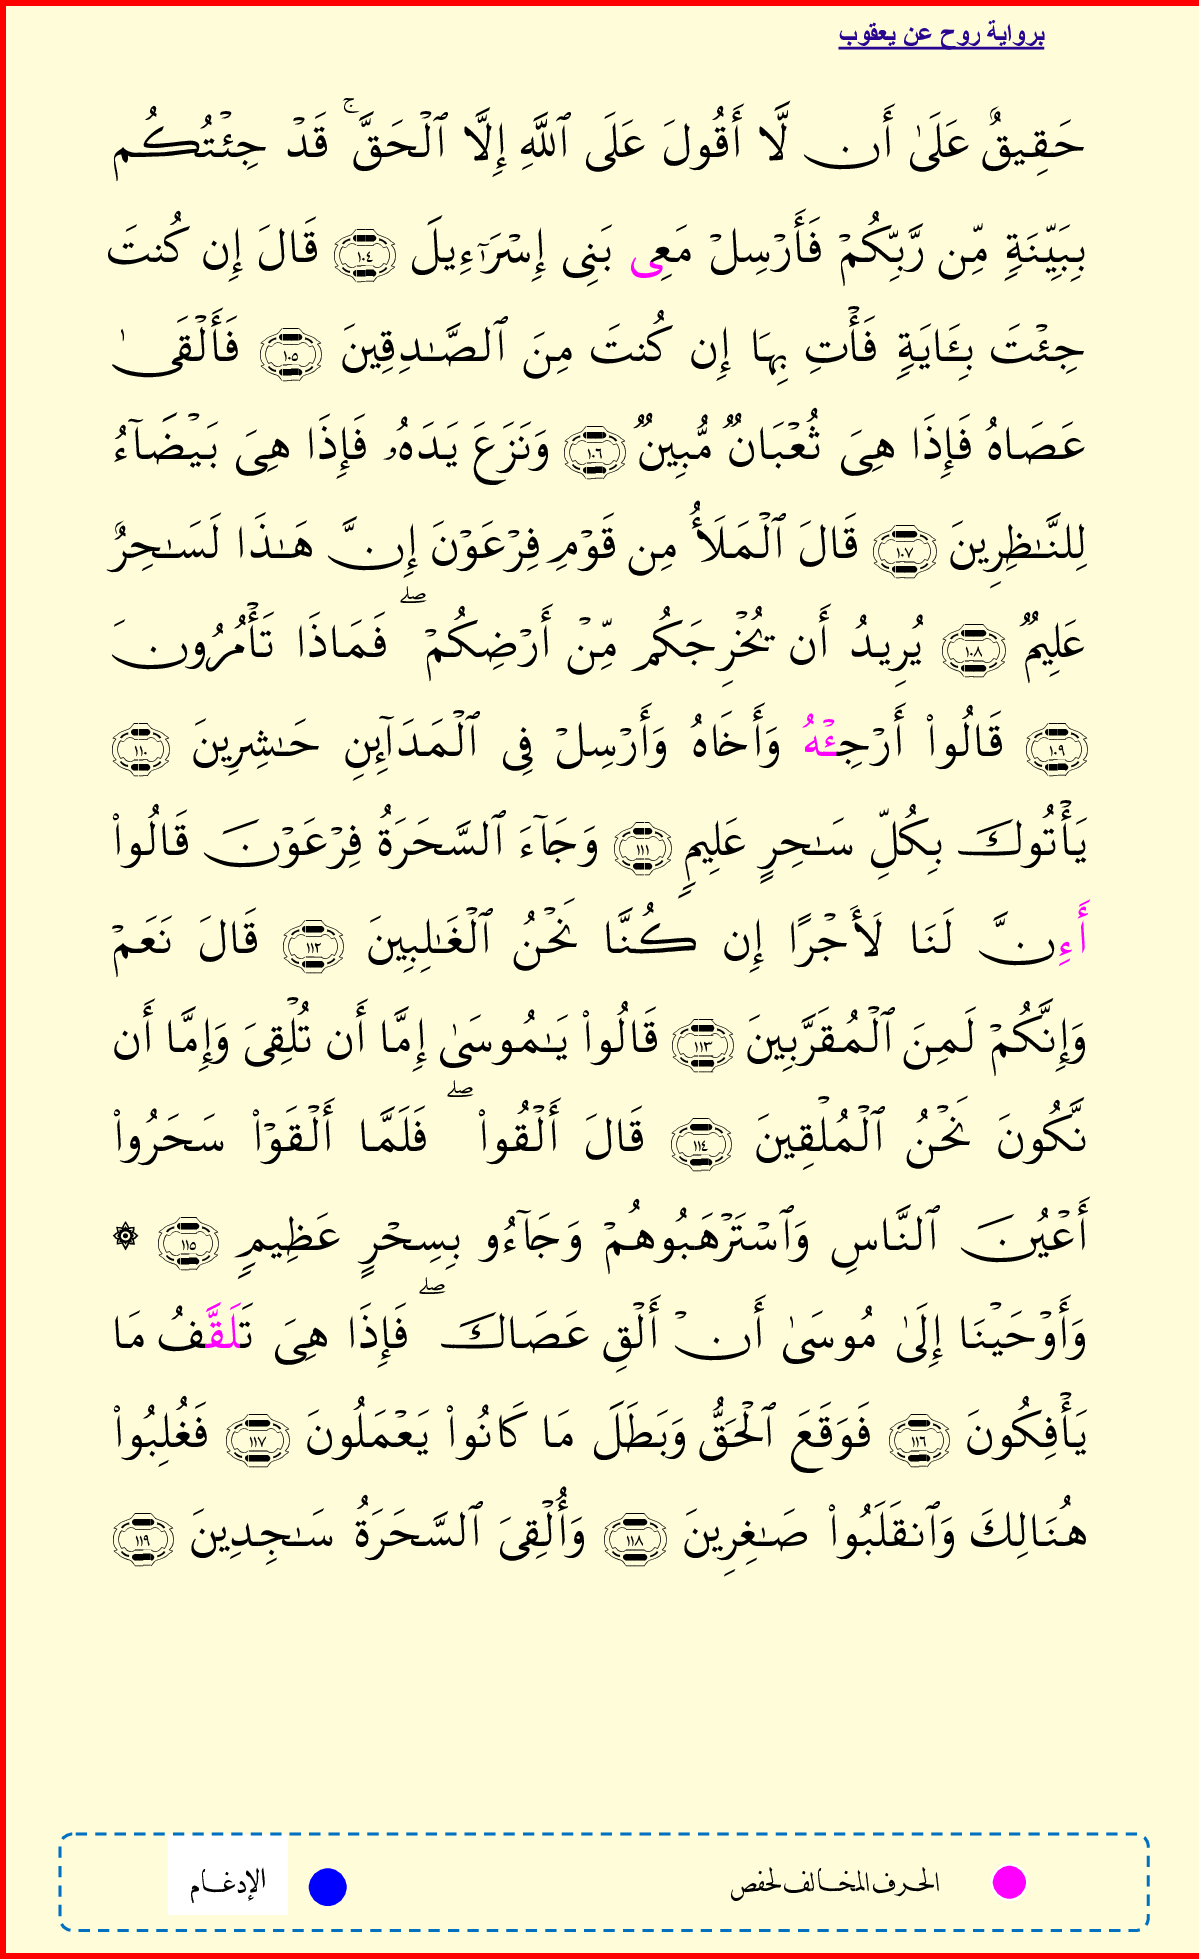 برواية روح عن يعقوب
حَقِيقٌ عَلَىٰ أَن لَّا أَقُولَ عَلَى ٱللَّهِ إِلَّا ٱلۡحَقَّۚ قَدۡ جِئۡتُكُم
بِبَيِّنَةٖ مِّن رَّبِّكُمۡ فَأَرۡسِلۡ مَعِي بَنِي إِسۡرَـٰٓءِيلَ ١٠٤ قَالَ إِن كُنتَ
جِئۡتَ بِـَٔايَةٖ فَأۡتِ بِهَا إِن كُنتَ مِنَ ٱلصَّـٰدِقِينَ ١٠٥ فَأَلۡقَىٰ
عَصَاهُ فَإِذَا هِيَ ثُعۡبَانٞ مُّبِينٞ ١٠٦ وَنَزَعَ يَدَهُۥ فَإِذَا هِيَ بَيۡضَآءُ
لِلنَّـٰظِرِينَ ١٠٧ قَالَ ٱلۡمَلَأُ مِن قَوۡمِ فِرۡعَوۡنَ إِنَّ هَـٰذَا لَسَـٰحِرٌ
عَلِيمٞ ١٠٨ يُرِيدُ أَن يُخۡرِجَكُم مِّنۡ أَرۡضِكُمۡۖ فَمَاذَا تَأۡمُرُونَ
١٠٩ قَالُواْ أَرۡجِئۡهُ وَأَخَاهُ وَأَرۡسِلۡ فِي ٱلۡمَدَآئِنِ حَـٰشِرِينَ ١١٠
يَأۡتُوكَ بِكُلِّ سَـٰحِرٍ عَلِيمٖ ١١١ وَجَآءَ ٱلسَّحَرَةُ فِرۡعَوۡنَ قَالُواْ
أَءِنَّ لَنَا لَأَجۡرًا إِن كُنَّا نَحۡنُ ٱلۡغَـٰلِبِينَ ١١٢ قَالَ نَعَمۡ
وَإِنَّكُمۡ لَمِنَ ٱلۡمُقَرَّبِينَ ١١٣ قَالُواْ يَـٰمُوسَىٰ إِمَّا أَن تُلۡقِيَ وَإِمَّا أَن
نَّكُونَ نَحۡنُ ٱلۡمُلۡقِينَ ١١٤ قَالَ أَلۡقُواْۖ فَلَمَّا أَلۡقَوۡاْ سَحَرُواْ
أَعۡيُنَ ٱلنَّاسِ وَٱسۡتَرۡهَبُوهُمۡ وَجَآءُو بِسِحۡرٍ عَظِيمٖ ١١٥ ۞
وَأَوۡحَيۡنَا إِلَىٰ مُوسَىٰ أَنۡ أَلۡقِ عَصَاكَۖ فَإِذَا هِيَ تَلَقَّفُ مَا
يَأۡفِكُونَ ١١٦ فَوَقَعَ ٱلۡحَقُّ وَبَطَلَ مَا كَانُواْ يَعۡمَلُونَ ١١٧ فَغُلِبُواْ
هُنَالِكَ وَٱنقَلَبُواْ صَـٰغِرِينَ ١١٨ وَأُلۡقِيَ ٱلسَّحَرَةُ سَـٰجِدِينَ ١١٩
الحرف المخالف لحفص
الإدغام